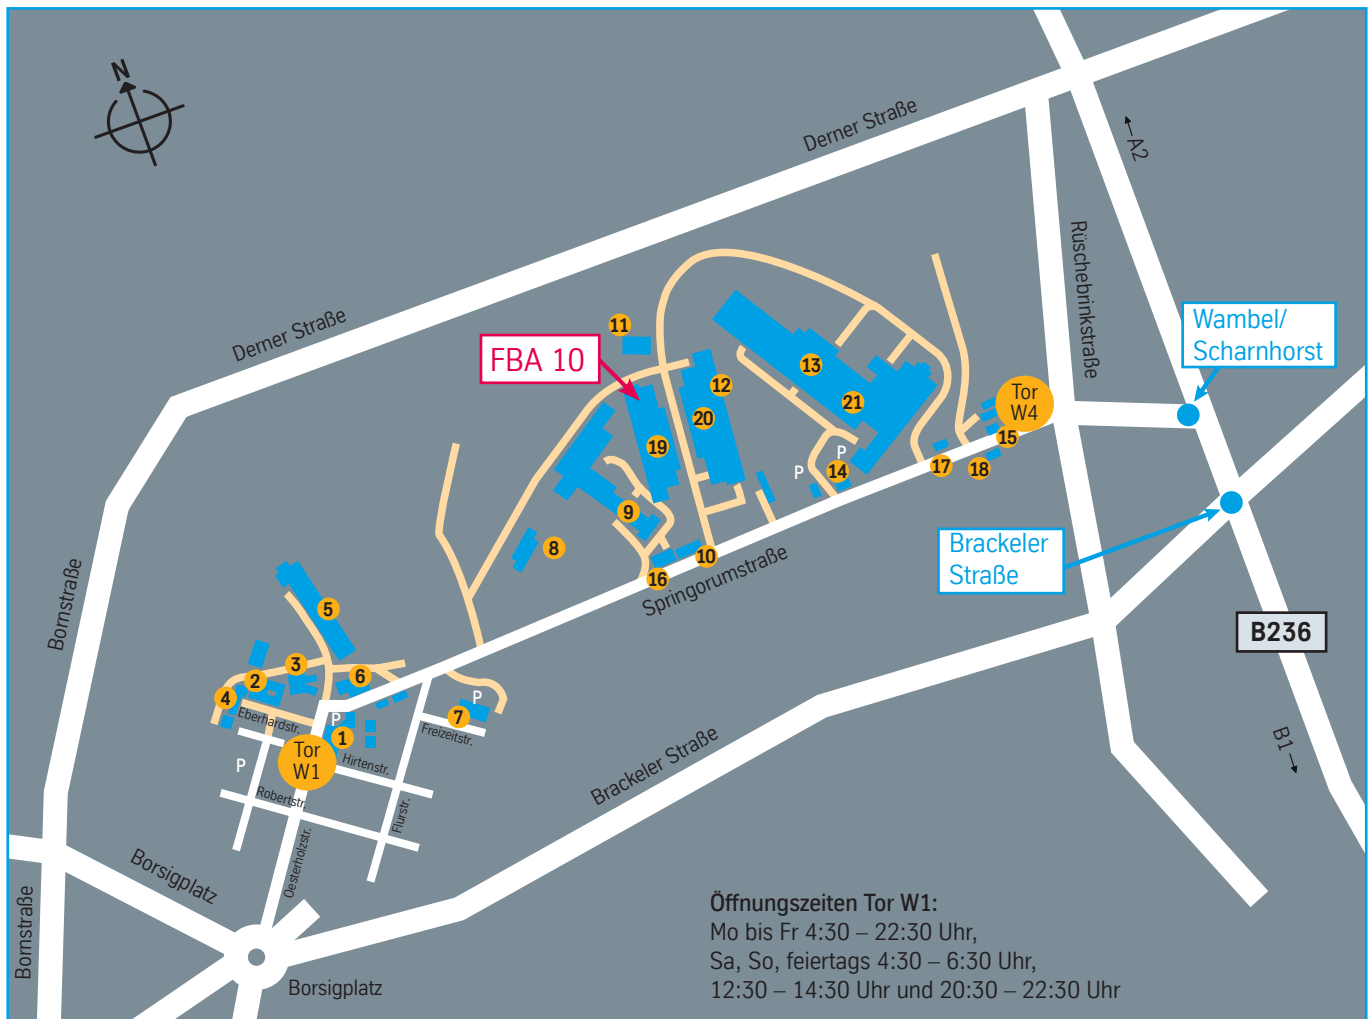 N
Derner Straße
←A2
Rüschebrinkstraße
Derner Straße
Wambel/
Scharnhorst
11
FBA 10
13
12
21
20
Tor
W4
19
15
17
18
P
P
14
9
8
10
16
Springorumstraße
Brackeler
Straße
B236
Bornstraße
5
3
2
6
4
Eberhardstr.
P
1
P
7
Freizeitstr.
Tor
W1
Hirtenstr.
P
Robertstr.
Flurstr.
Oesterholzstr.
Brackeler Straße
B1→
Borsigplatz
Bornstraße
Borsigplatz
Öffnungszeiten Tor W1:
Mo bis Fr 4:30 – 22:30 Uhr,
Sa, So, feiertags 4:30 – 6:30 Uhr,
12:30 – 14:30 Uhr und 20:30 – 22:30 Uhr